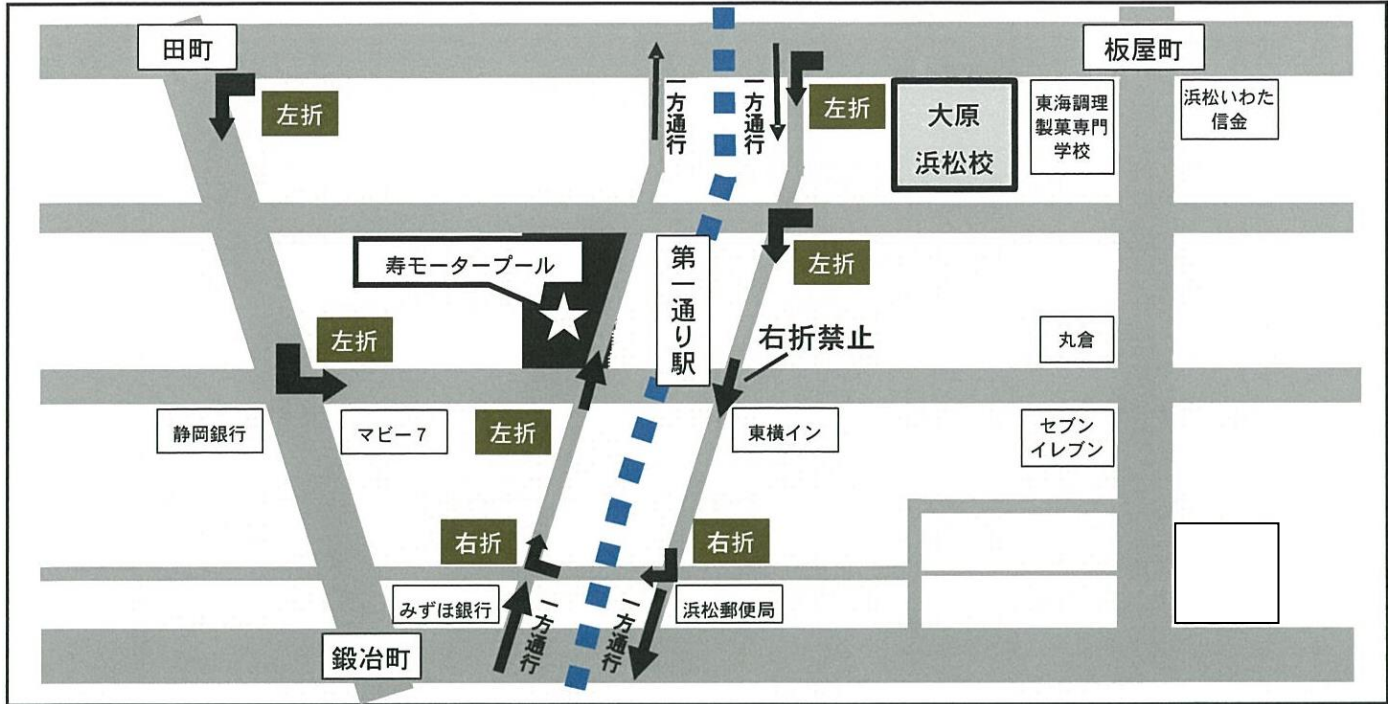 田町
板屋町
左折
一方通行
一方通行
左折
大原
浜松校
東海調理
製菓専門
学校
浜松いわた
信金
寿モータープール
第一通り駅
左折
左折
右折禁止
丸倉
静岡銀行
マビー7
左折
東横イン
セブン
イレブン
右折
右折
みずほ銀行
一方通行
一方通行
浜松郵便局
鍛冶町